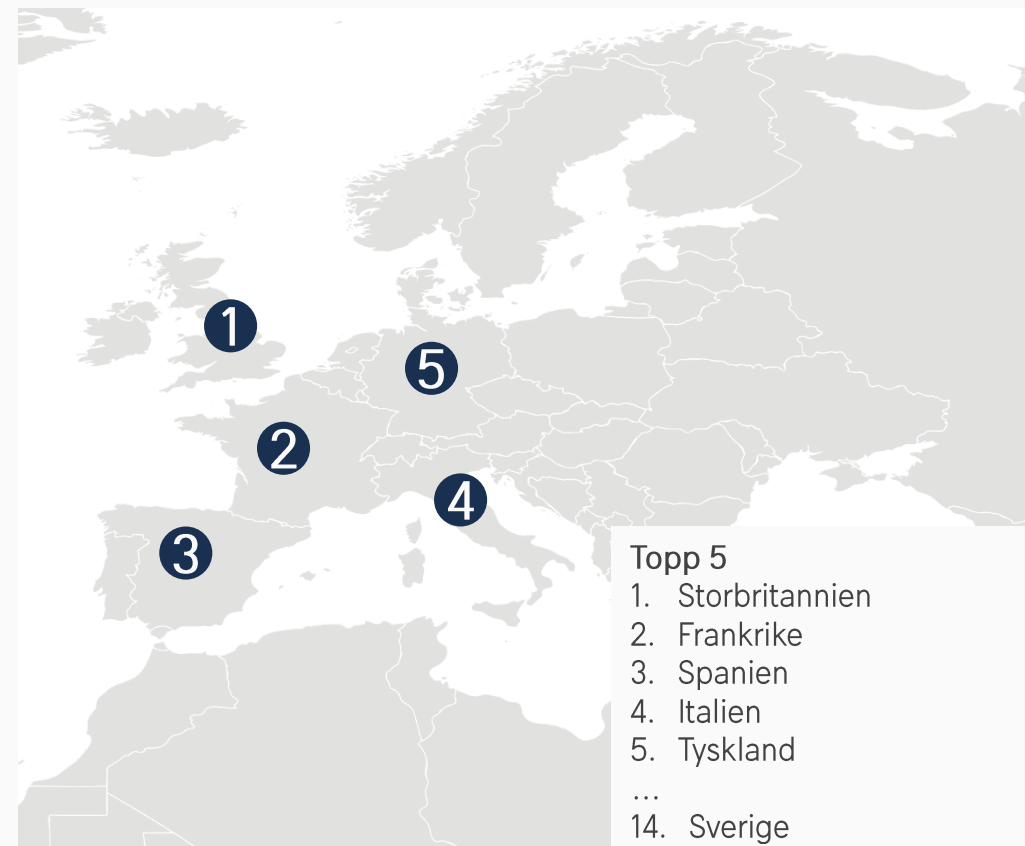 1
5
2
4
3
Topp 5
1. Storbritannien
2. Frankrike
3. Spanien
4. Italien
5. Tyskland
...
14. Sverige